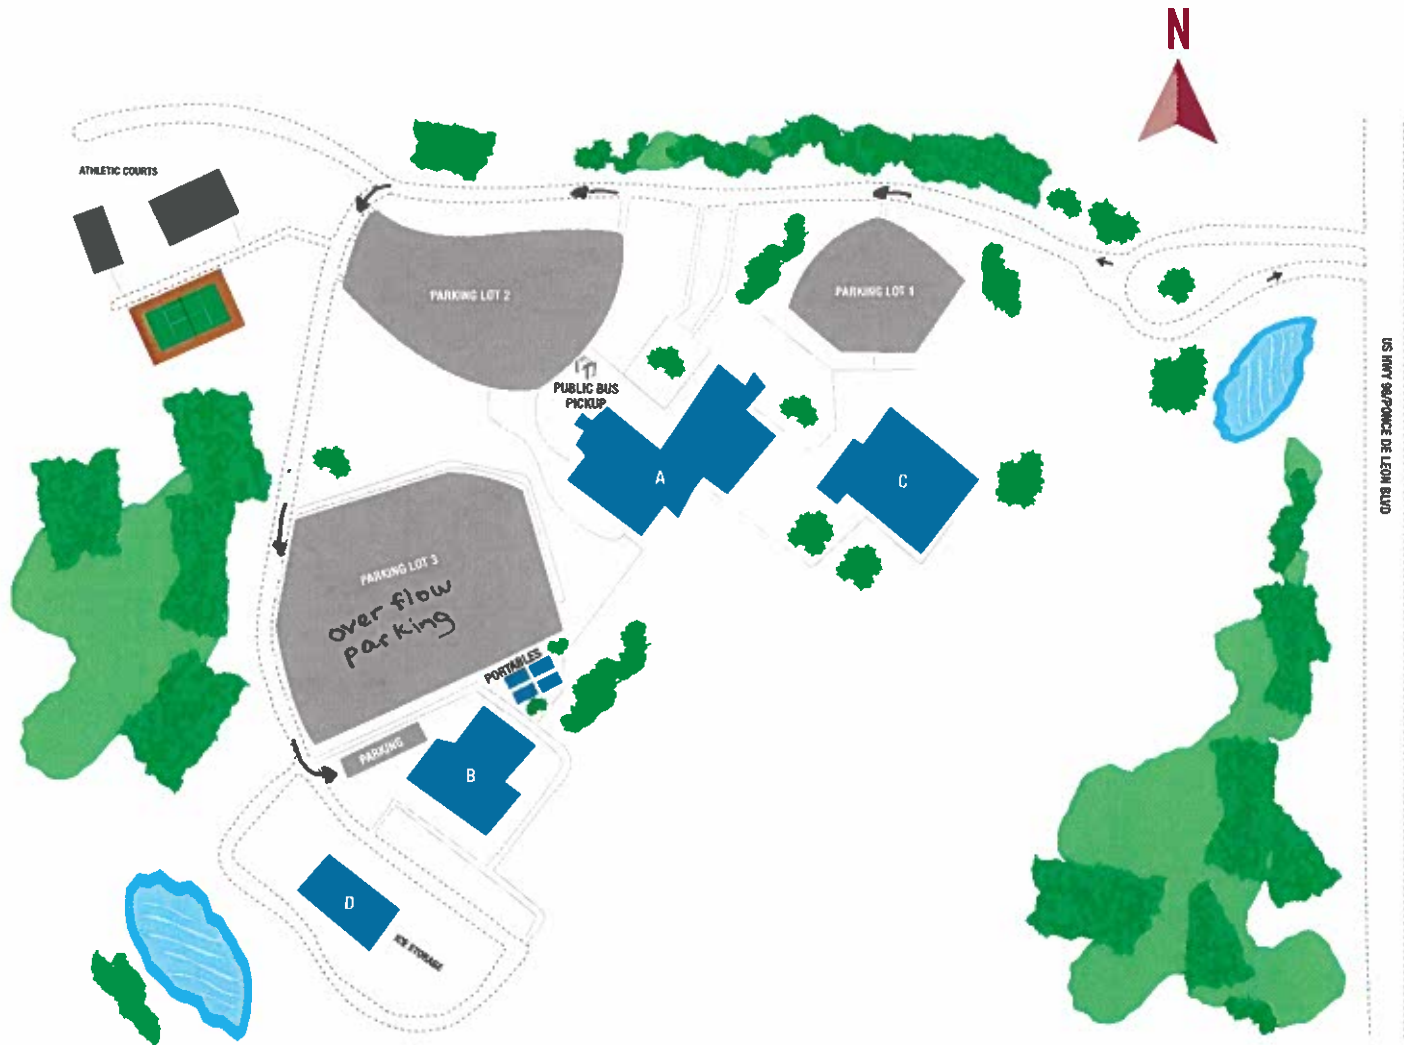 N
ATHLETIC COURTS
PARKING LOT 2
PARKING LOT 1
PUBLIC BUS
PICKUP
US HWY 98/PONCE DE LEON BLVD
A
C
PARKING LOT 3
over flow
parking
PORTABLES
PARKING
B
D
ICE STORAGE